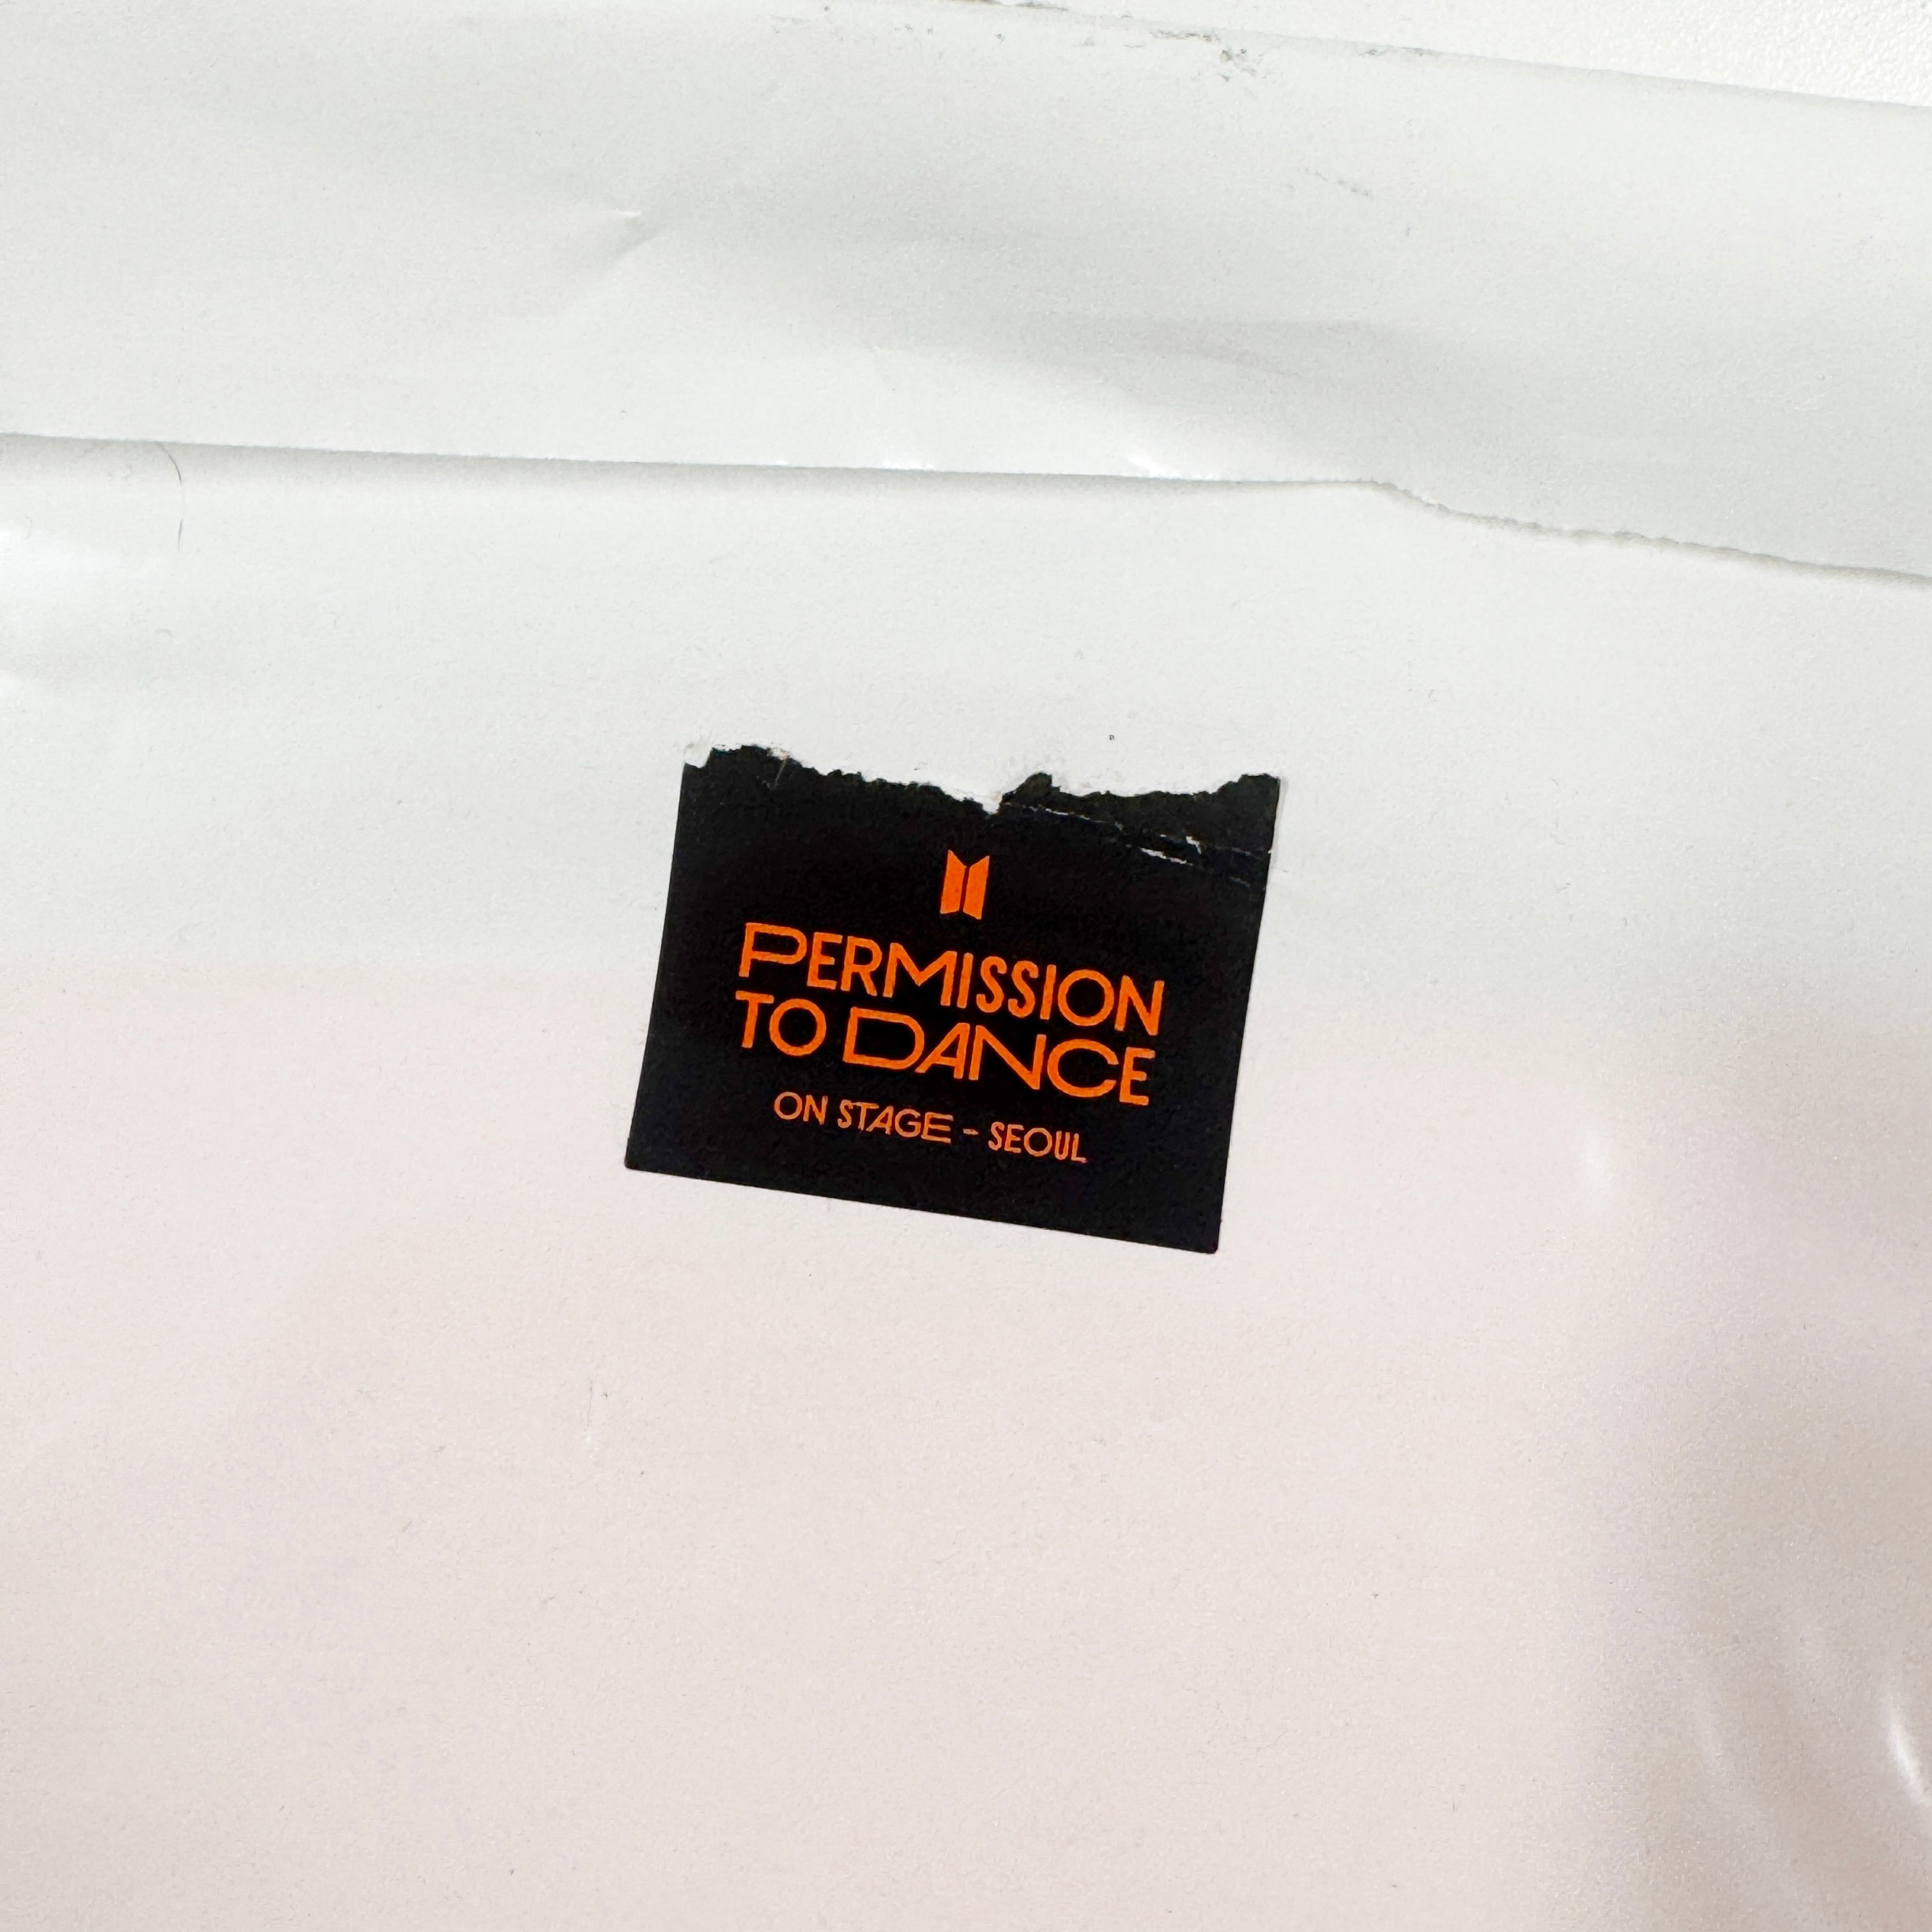 PERMISSION
TO DANCE
ON STAGE - SEOUL